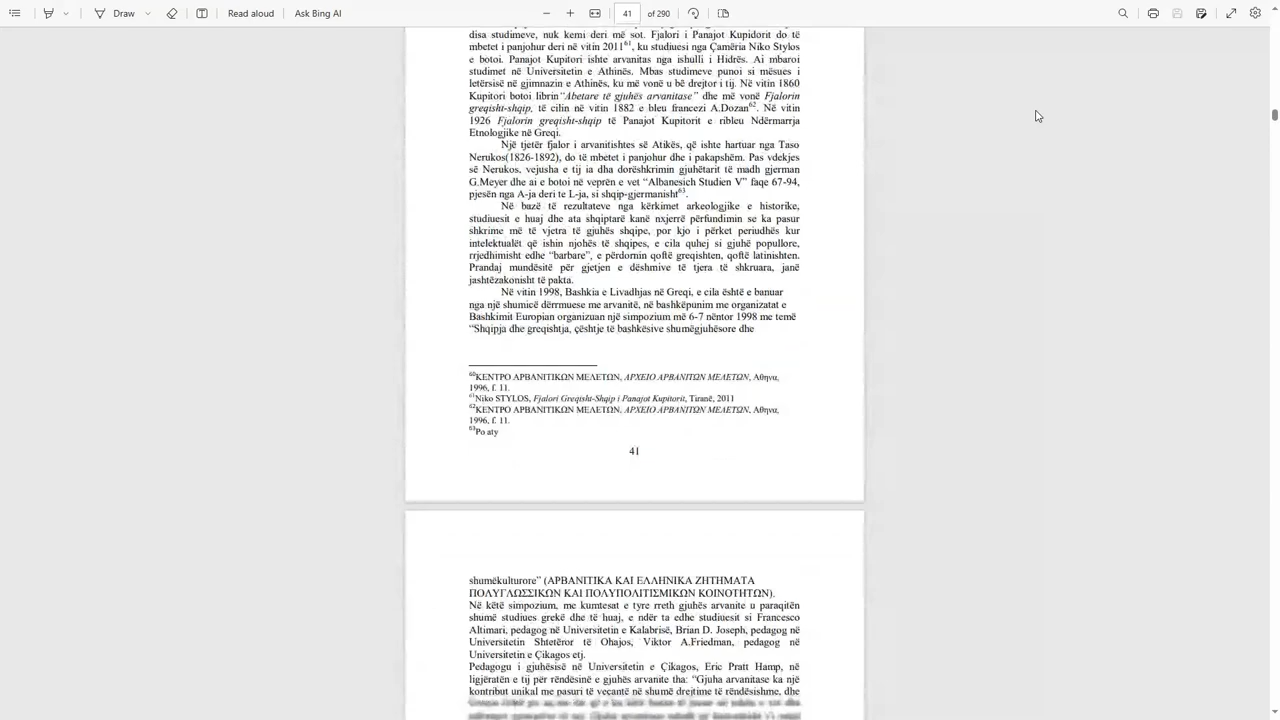 Draw
Read aloud
Ask Bing AI
41 of 290
disa studimeve, nuk kemi deri më sot. Fjalori i Panajot Kupidorit do të
mbetet i panjohur deri në vitin 2011⁶¹, ku studiuesi nga Çamëria Niko Stylos
e botoi. Panajot Kupitori ishte arvanitas nga ishulli i Hidrës. Ai mbaroi
studimet në Universitetin e Athinës. Mbas studimeve punoi si mësues i
letërsisë në gjimnazin e Athinës, ku më vonë u bë drejtor i tij. Në vitin 1860
Kupitori botoi librin“Abetare të gjuhës arvanitase” dhe më vonë Fjalorin
greqisht-shqip, të cilin në vitin 1882 e bleu francezi A.Dozan⁶². Në vitin
1926 Fjalorin greqisht-shqip të Panajot Kupitorit e ribleu Ndërmarrja
Etnologjike në Greqi.
Një tjetër fjalor i arvanitishtes së Atikës, që ishte hartuar nga Taso
Nerukos(1826-1892), do të mbetet i panjohur dhe i pakapshëm. Pas vdekjes
së Nerukos, vejusha e tij ia dha dorëshkrimin gjuhëtarit të madh gjerman
G.Meyer dhe ai e botoi në veprën e vet “Albanesich Studien V” faqe 67-94,
pjesën nga A-ja deri te L-ja, si shqip-gjermanisht⁶³.
Në bazë të rezultateve nga kërkimet arkeologjike e historike,
studiuesit e huaj dhe ata shqiptarë kanë nxjerrë përfundimin se ka pasur
shkrime më të vjetra të gjuhës shqipe, por kjo i përket periudhës kur
intelektualët që ishin njohës të shqipes, e cila quhej si gjuhë popullore,
rrjedhimisht edhe “barbare”, e përdornin qoftë greqishten, qoftë latinishten.
Prandaj mundësitë për gjetjen e dëshmive të tjera të shkruara, janë
jashtëzakonisht të pakta.
Në vitin 1998, Bashkia e Livadhjas në Greqi, e cila është e banuar
nga një shumicë dërrmuese me arvanitë, në bashkëpunim me organizatat e
Bashkimit Europian organizuan një simpozium më 6-7 nëntor 1998 me temë
“Shqipja dhe greqishtja, çështje të bashkësive shumëgjuhësore dhe
⁶⁰ΚΕΝΤΡΟ ΑΡΒΑΝΙΤΙΚΩΝ ΜΕΛΕΤΩΝ, ΑΡΧΕΙΟ ΑΡΒΑΝΙΤΩΝ ΜΕΛΕΤΩΝ, Αθηνα,
1996, f. 11.
⁶¹Niko STYLOS, Fjalori Greqisht-Shqip i Panajot Kupitorit, Tiranë, 2011
⁶²ΚΕΝΤΡΟ ΑΡΒΑΝΙΤΙΚΩΝ ΜΕΛΕΤΩΝ, ΑΡΧΕΙΟ ΑΡΒΑΝΙΤΩΝ ΜΕΛΕΤΩΝ, Αθηνα,
1996, f. 11.
⁶³Po aty
41
shumëkulturore” (ΑΡΒΑΝΙΤΙΚΑ ΚΑΙ ΕΛΛΗΝΙΚΑ ΖΗΤΗΜΑΤΑ
ΠΟΛΥΓΛΩΣΣΙΚΩΝ ΚΑΙ ΠΟΛΥΠΟΛΙΤΙΣΜΙΚΩΝ ΚΟΙΝΟΤΗΤΩΝ).
Në këtë simpozium, me kumtesat e tyre rreth gjuhës arvanite u paraqitën
shumë studiues grekë dhe të huaj, e ndër ta edhe studiuesit si Francesco
Altimari, pedagog në Universitetin e Kalabrisë, Brian D. Joseph, pedagog në
Universitetin Shtetëror të Ohajos, Viktor A.Friedman, pedagog në
Universitetin e Çikagos etj.
Pedagogu i gjuhësisë në Universitetin e Çikagos, Eric Pratt Hamp, në
ligjëratën e tij për rëndësinë e gjuhës arvanite tha: “Gjuha arvanitase ka një
kontribut unikal me pasuri të veçantë në shumë drejtime të rëndësishme, dhe